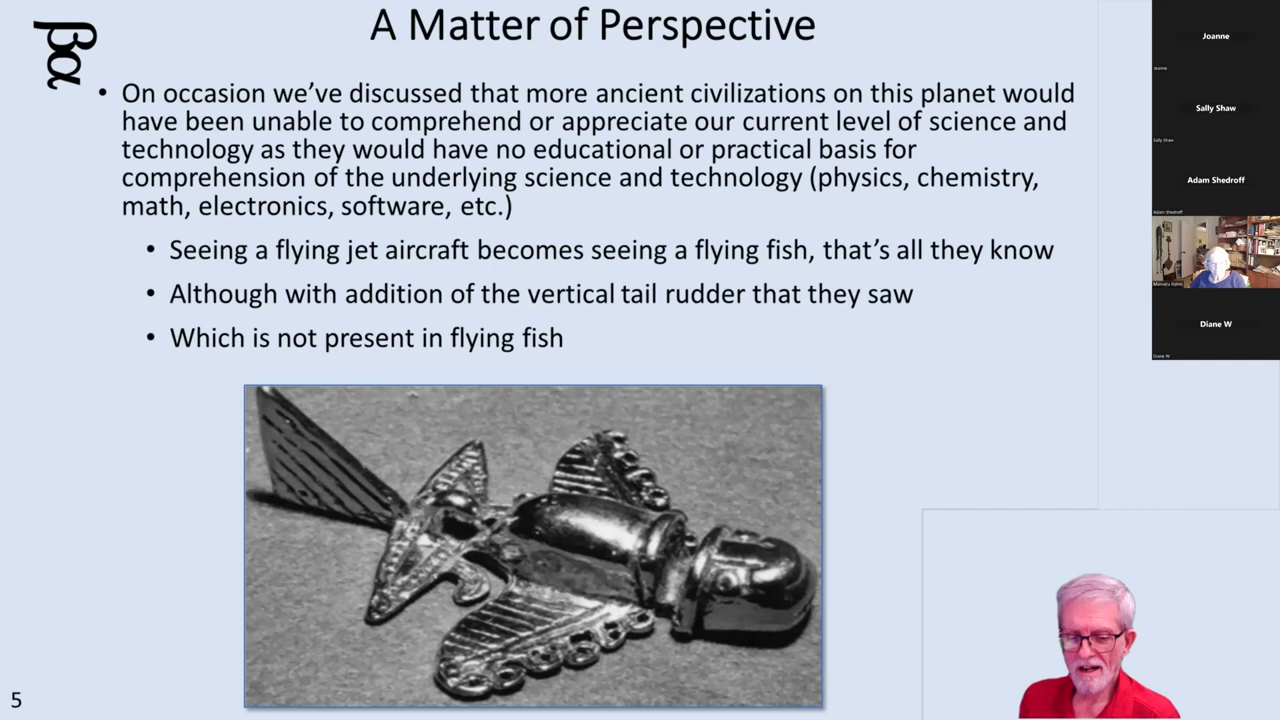 A Matter of Perspective
• On occasion we’ve discussed that more ancient civilizations on this planet would
have been unable to comprehend or appreciate our current level of science and
technology as they would have no educational or practical basis for
comprehension of the underlying science and technology (physics, chemistry,
math, electronics, software, etc.)
• Seeing a flying jet aircraft becomes seeing a flying fish, that’s all they know
• Although with addition of the vertical tail rudder that they saw
• Which is not present in flying fish
5
Joanne
Joanne
Sally Shaw
Sally Shaw
Adam Shedroff
Adam Shedroff
Diane W
Diane W